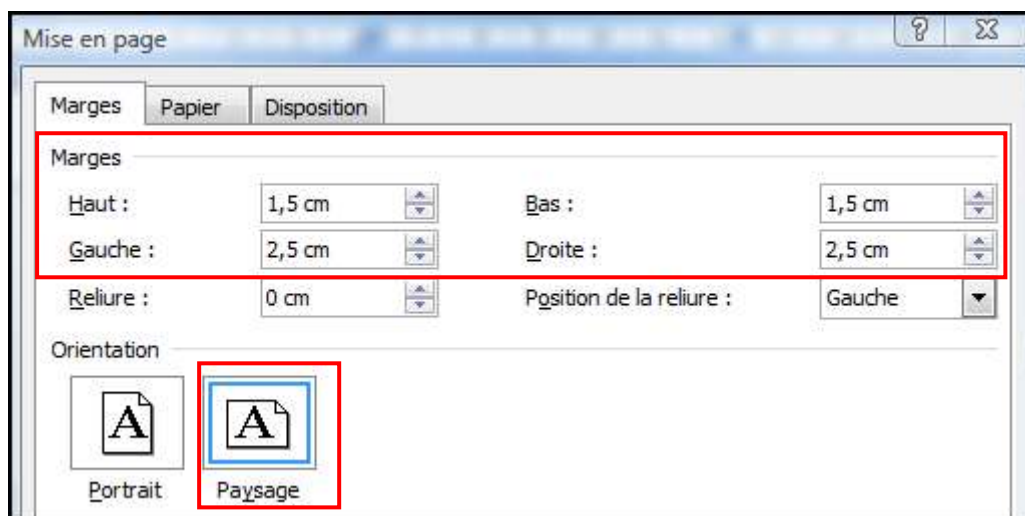 Mise en page
Marges Papier Disposition
Marges
Haut : 1,5 cm Bas : 1,5 cm
Gauche : 2,5 cm Droite : 2,5 cm
Reliure : 0 cm Position de la reliure : Gauche
Orientation
A A
Portrait Paysage